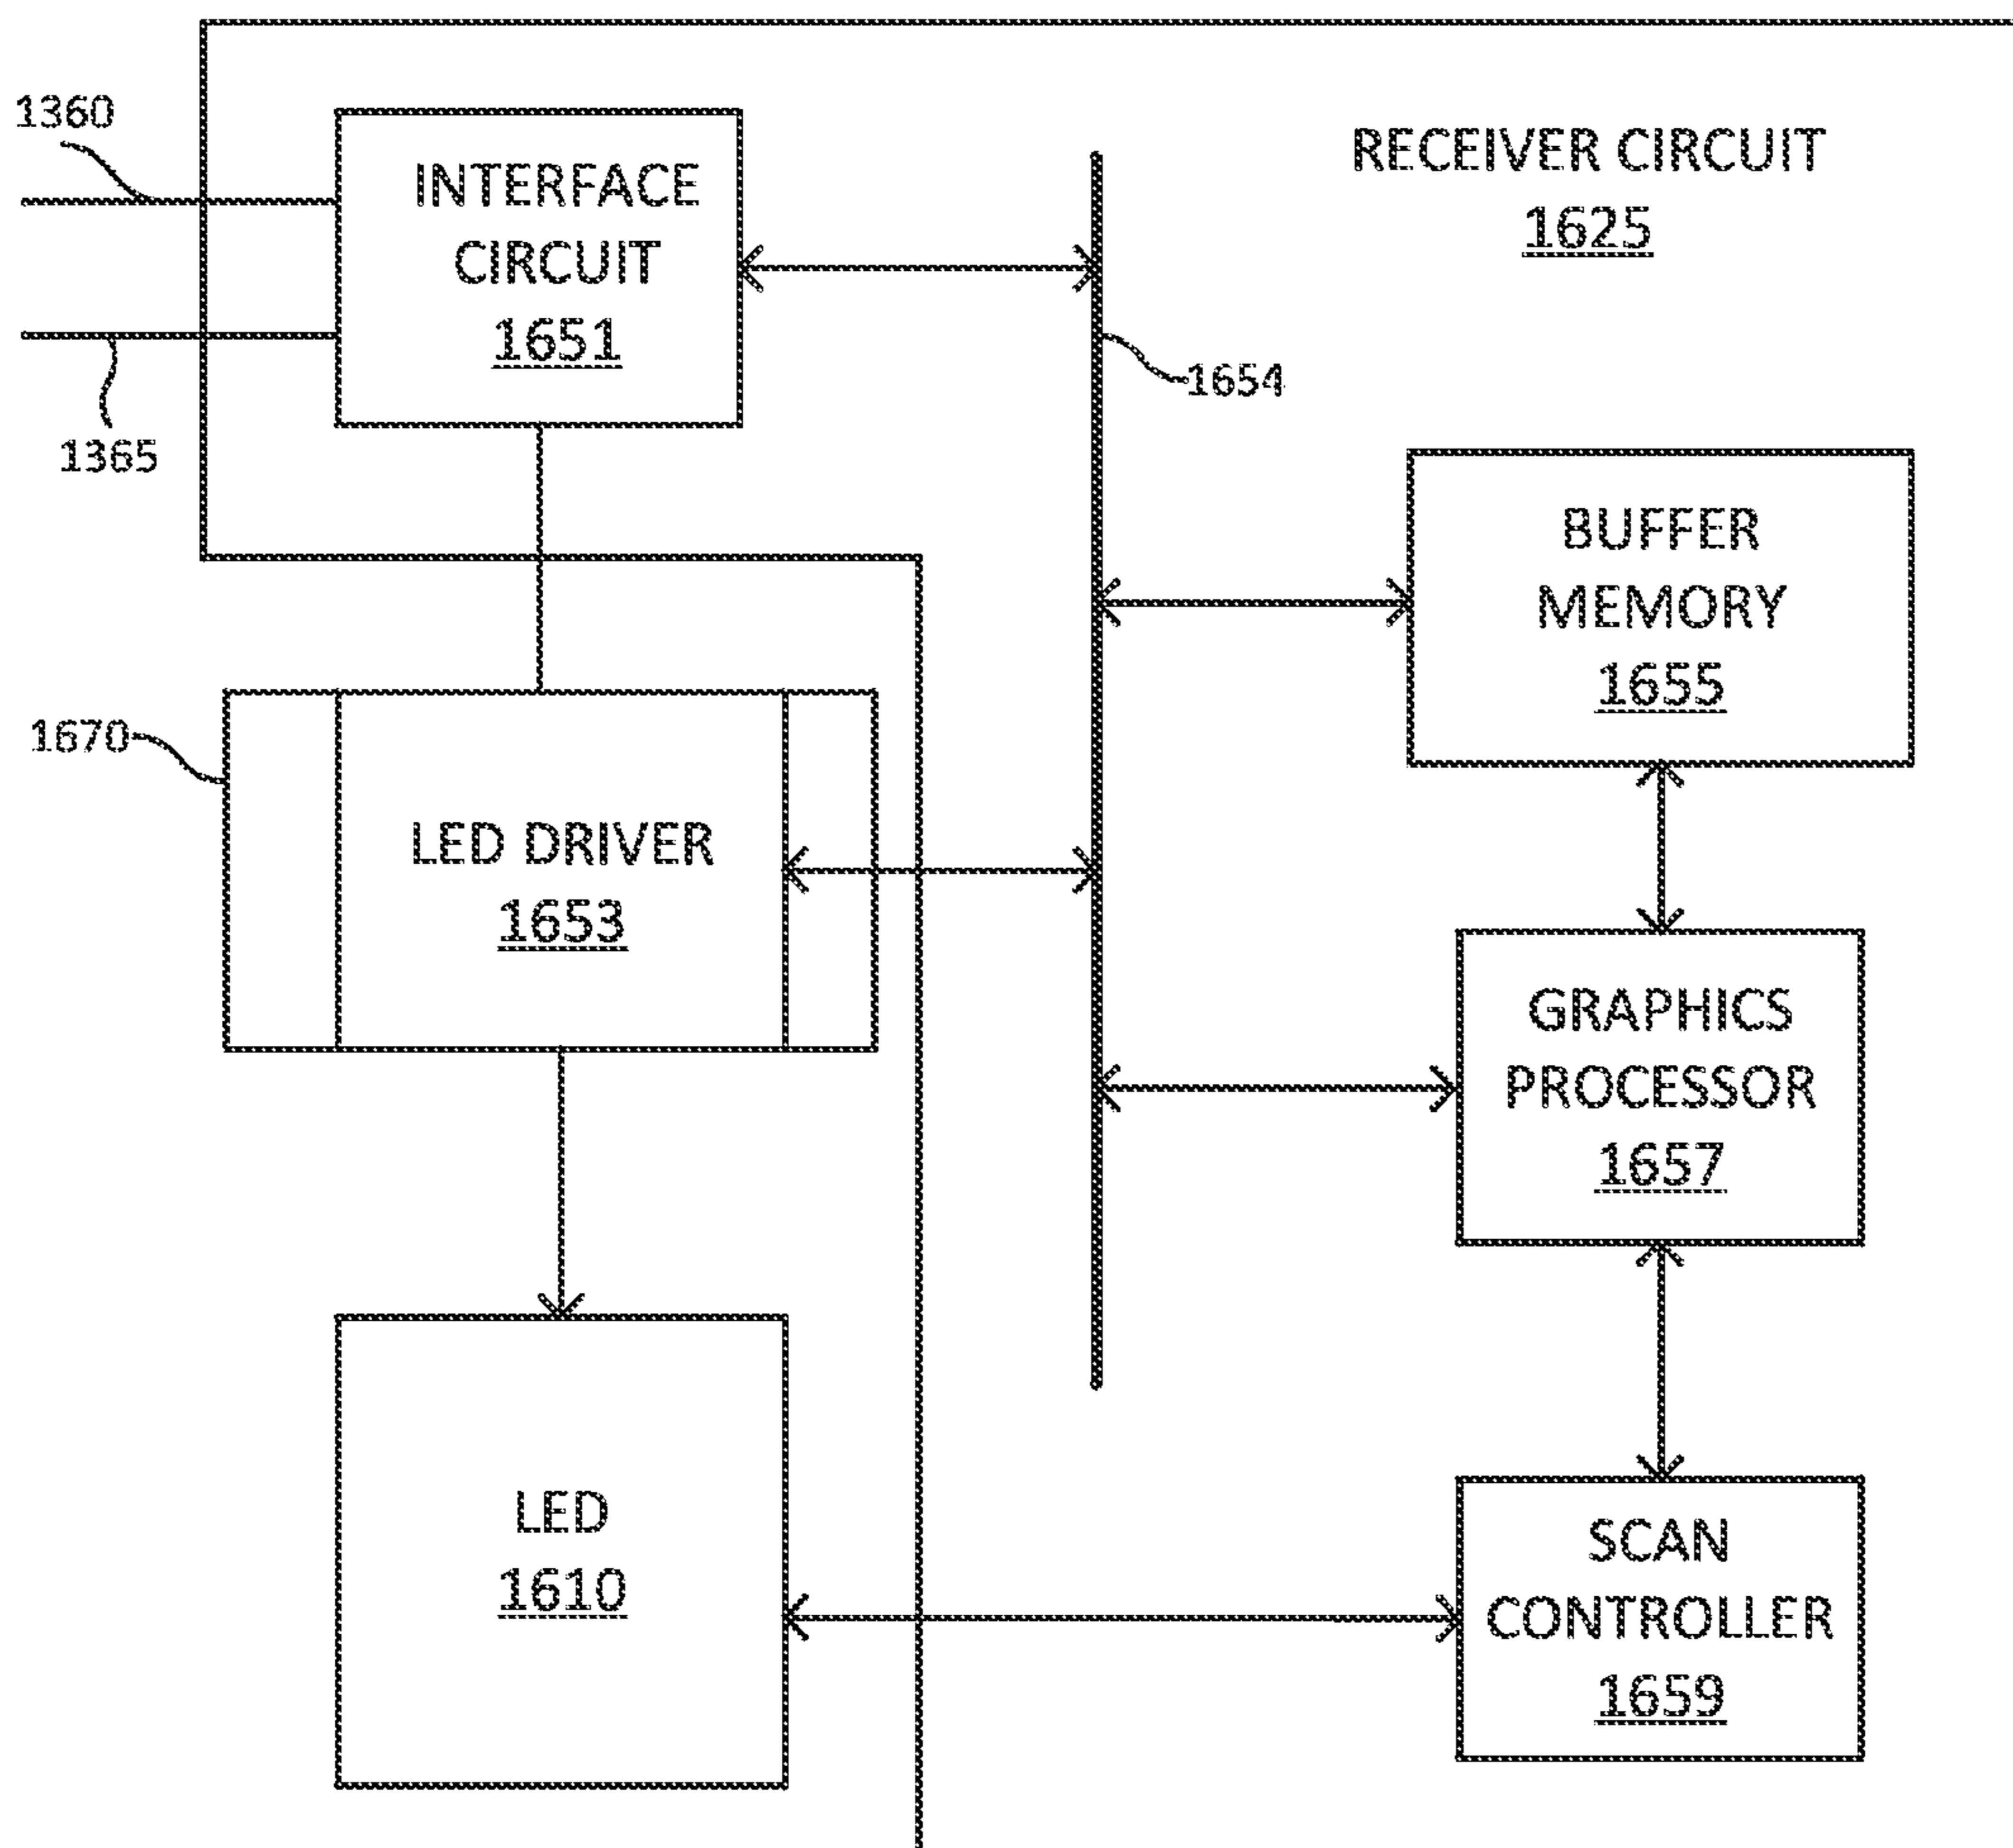 1360
INTERFACE
CIRCUIT
1651
RECEIVER CIRCUIT
1625
1654
1365
BUFFER
MEMORY
1655
1670
LED DRIVER
1653
GRAPHICS
PROCESSOR
1657
LED
1610
SCAN
CONTROLLER
1659